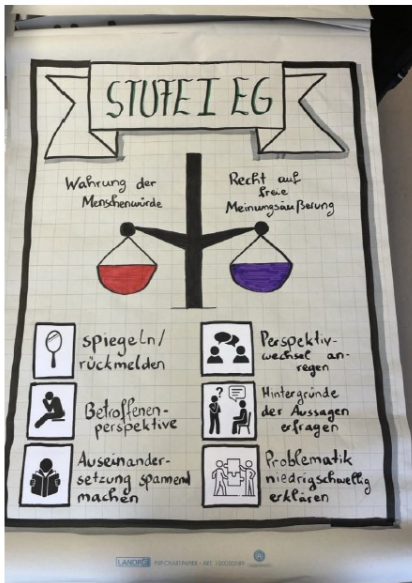 STUFE I EG
Wahrung der
Menschenwürde
Recht auf
freie
Meinungsäußerung
spiegeln/
rückmelden
Perspektiv-
wechsel an-
regen
Betroffenen-
perspektive
Hintergründe
der Aussagen
erfragen
Auseinander-
setzung spannend
machen
Problematik
niedrigschwellig
erklären
LANDRÉ